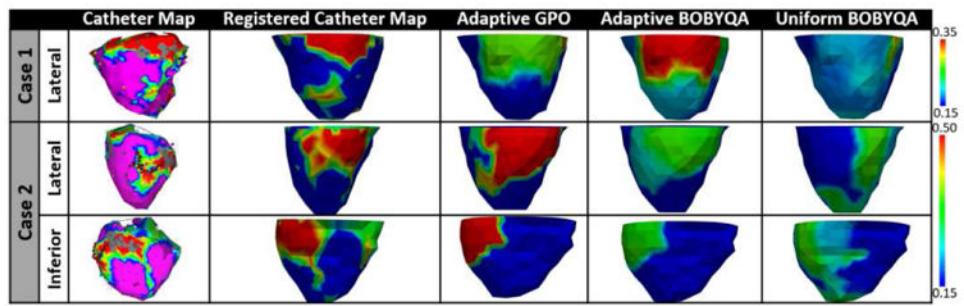 Catheter Map Registered Catheter Map Adaptive GPO Adaptive BOBYQA Uniform BOBYQA
Case 1
Lateral
0.35
0.15
Case 2
Lateral
0.50
Inferior
0.15